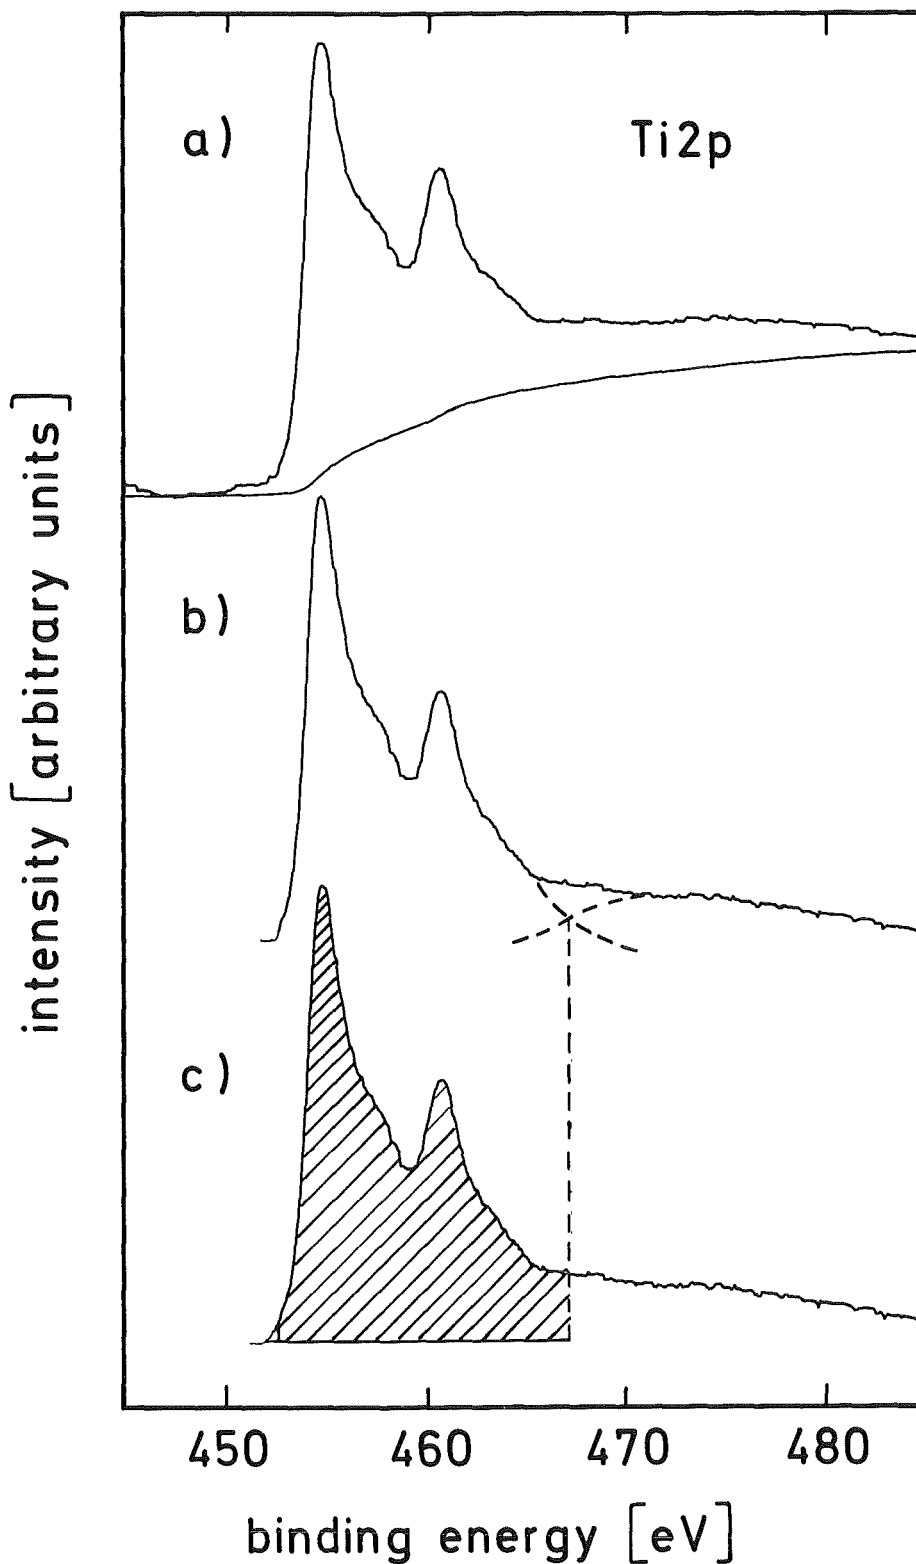 a)
Ti2p
b)
c)
intensity [arbitrary units]
450 460 470 480
binding energy [eV]